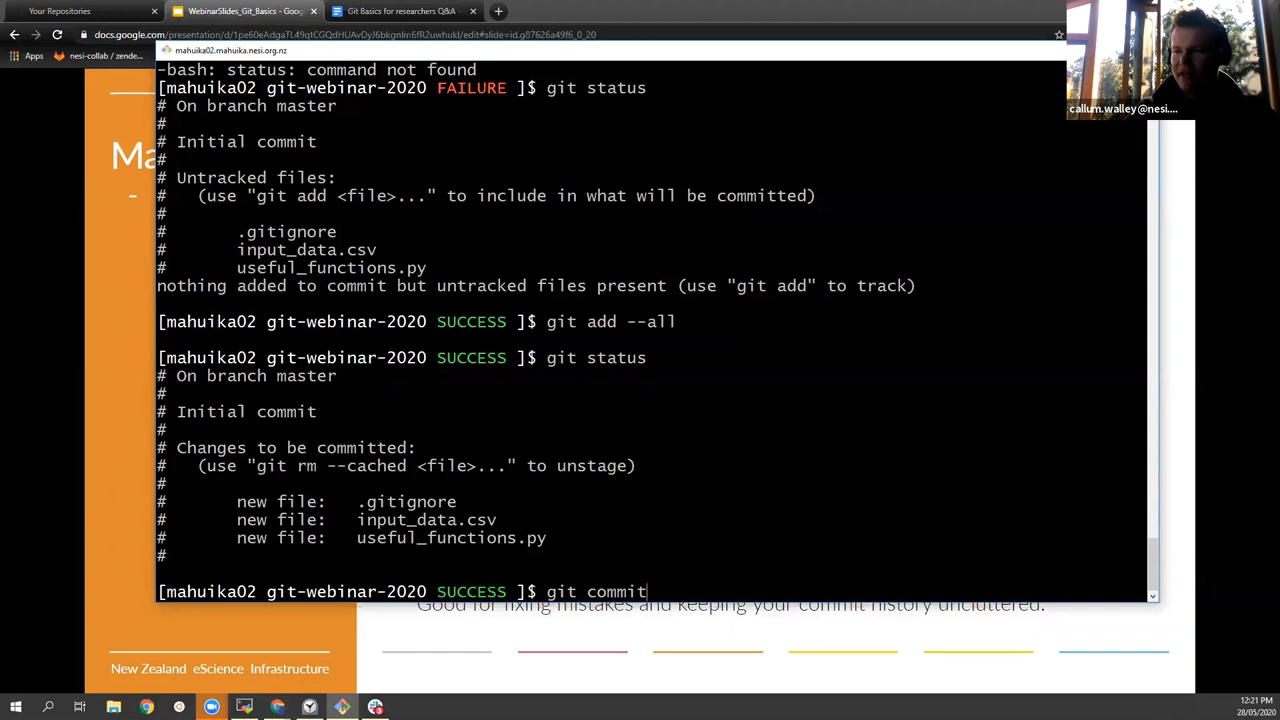 Your Repositories
WebinarSlides_Git_Basics - Goog
Git Basics for researchers Q&A -
docs.google.com/presentation/d/1pe60eAdgaTL49qtCGQdHUAvDyJ6bkgnlm6f9r2uwhukI/edit#slide=id.g87626a49f6_0_20
Apps
nesi-collab / zende...
mahuika02.mahuika.nesi.org.nz
callum.walley@nesi....
-bash: status: command not found
[mahuika02 git-webinar-2020 FAILURE ]$ git status
# On branch master
#
# Initial commit
#
# Untracked files:
#   (use "git add <file>..." to include in what will be committed)
#
#       .gitignore
#       input_data.csv
#       useful_functions.py
nothing added to commit but untracked files present (use "git add" to track)
[mahuika02 git-webinar-2020 SUCCESS ]$ git add --all
[mahuika02 git-webinar-2020 SUCCESS ]$ git status
# On branch master
#
# Initial commit
#
# Changes to be committed:
#   (use "git rm --cached <file>..." to unstage)
#
#       new file:   .gitignore
#       new file:   input_data.csv
#       new file:   useful_functions.py
#
[mahuika02 git-webinar-2020 SUCCESS ]$ git commit
Ma
-
Good for fixing mistakes and keeping your commit history uncluttered.
New Zealand eScience Infrastructure
12:21 PM
28/05/2020